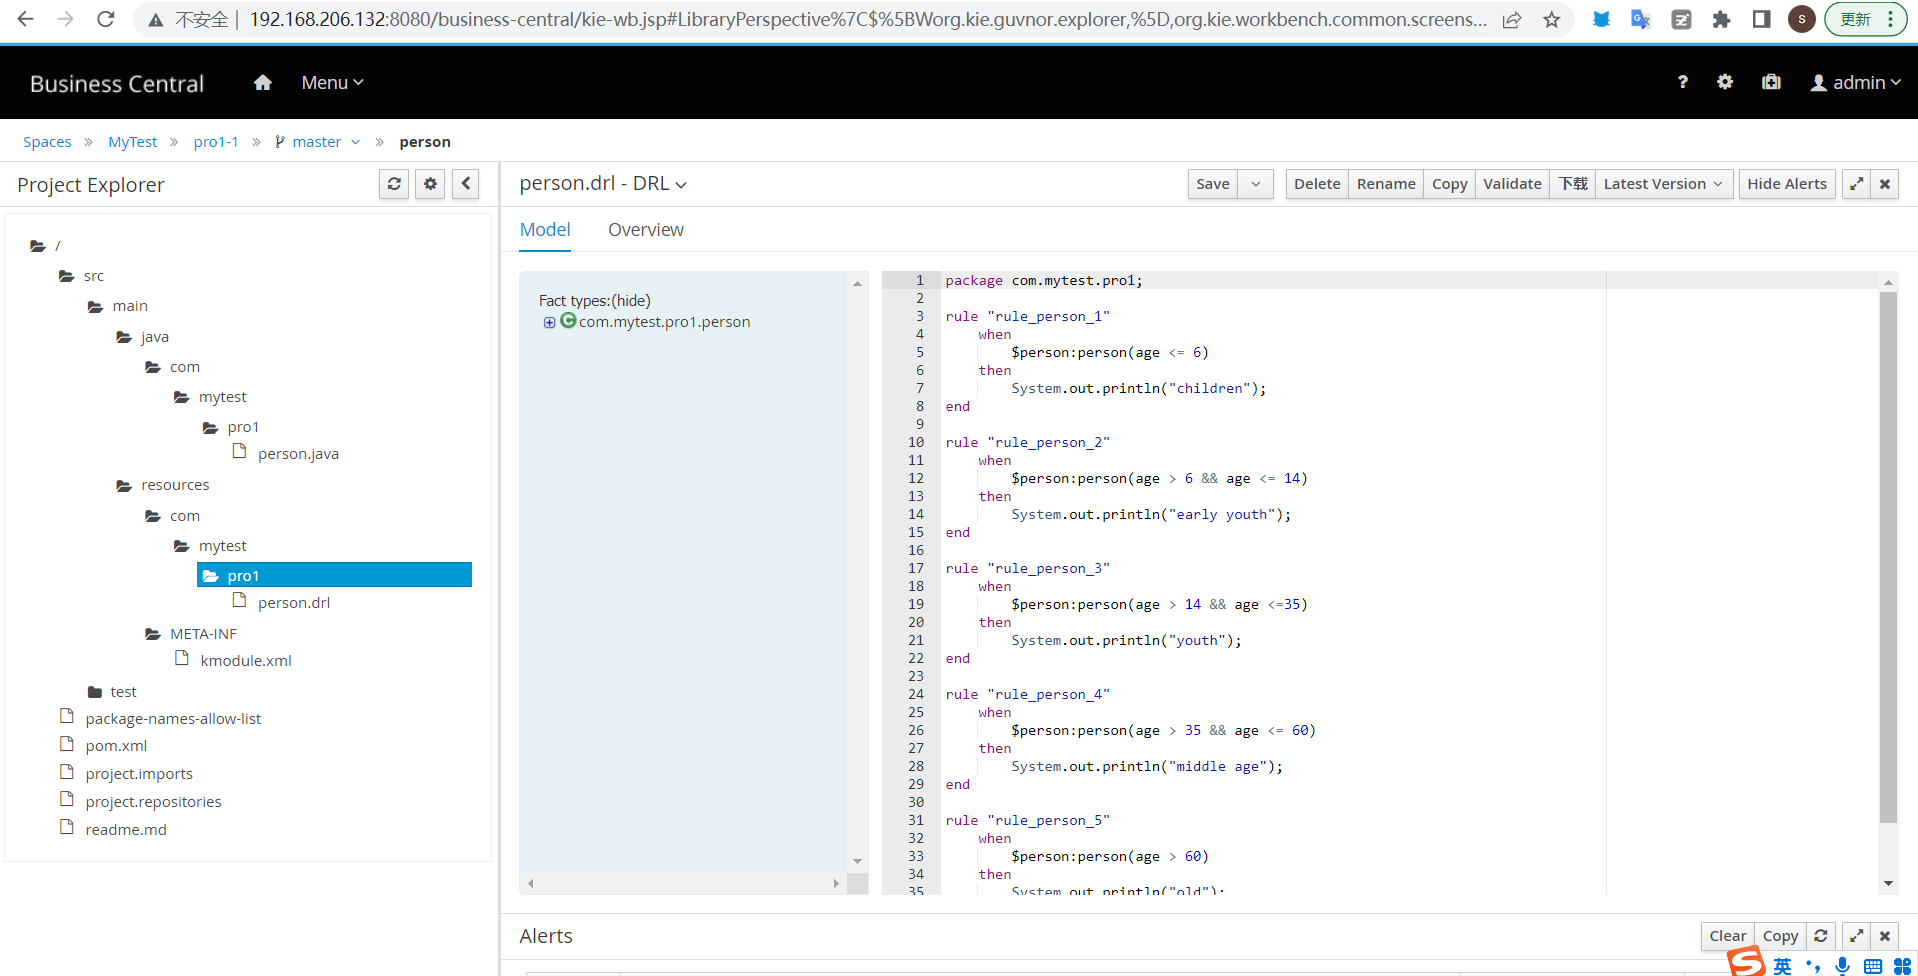 不安全 | 192.168.206.132:8080/business-central/kie-wb.jsp#LibraryPerspective%7C$%5BWorg.kie.guvnor.explorer,%5D,org.kie.workbench.common.screens...
S
更新
Business Central
Menu
?
admin
Spaces » MyTest » pro1-1 » master » person
Project Explorer
/
src
main
java
com
mytest
pro1
person.java
resources
com
mytest
pro1
person.drl
META-INF
kmodule.xml
test
package-names-allow-list
pom.xml
project.imports
project.repositories
readme.md
person.drl - DRL
Save
Delete
Rename
Copy
Validate
下载
Latest Version
Hide Alerts
Model
Overview
Fact types:(hide)
com.mytest.pro1.person
1 package com.mytest.pro1;
2
3 rule "rule_person_1"
4 when
5 $person:person(age <= 6)
6 then
7 System.out.println("children");
8 end
9
10 rule "rule_person_2"
11 when
12 $person:person(age > 6 && age <= 14)
13 then
14 System.out.println("early youth");
15 end
16
17 rule "rule_person_3"
18 when
19 $person:person(age > 14 && age <=35)
20 then
21 System.out.println("youth");
22 end
23
24 rule "rule_person_4"
25 when
26 $person:person(age > 35 && age <= 60)
27 then
28 System.out.println("middle age");
29 end
30
31 rule "rule_person_5"
32 when
33 $person:person(age > 60)
34 then
35 System.out.println("old");
Alerts
Clear
Copy
S
英